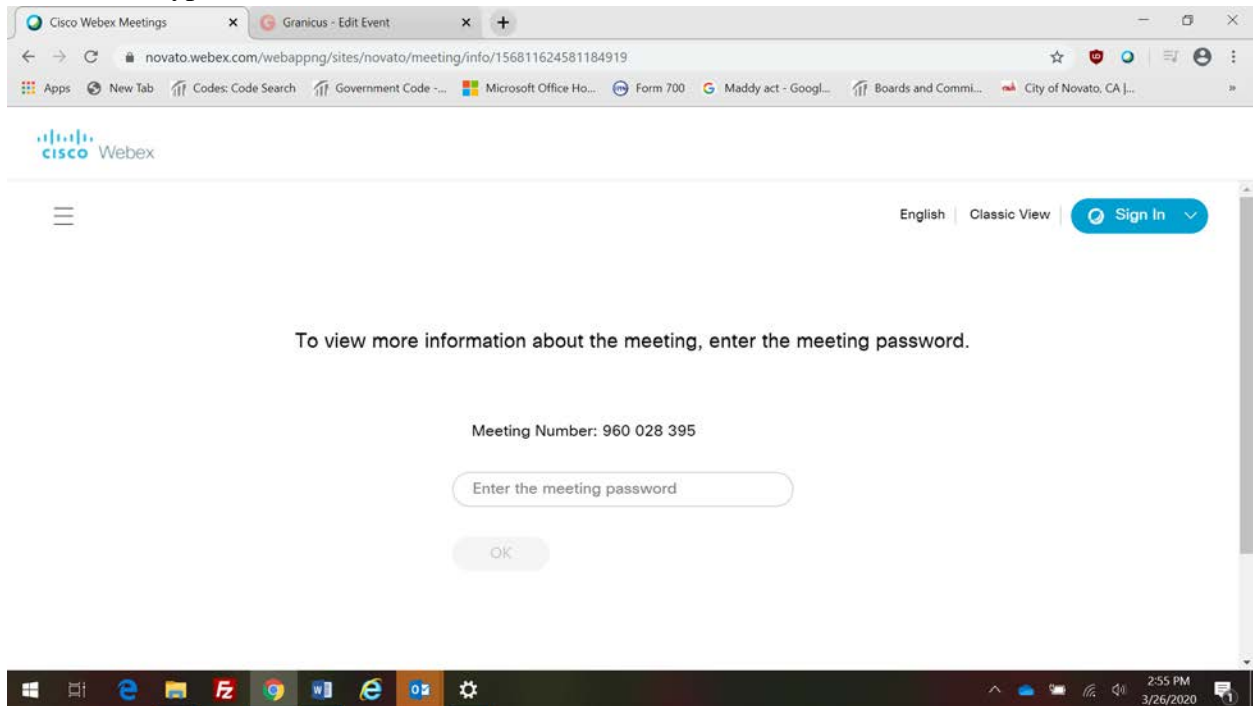 Cisco Webex Meetings
Granicus - Edit Event
novato.webex.com/webappng/sites/novato/meeting/info/156811624581184919
Apps New Tab Codes: Code Search Government Code -... Microsoft Office Ho... Form 700 Maddy act - Googl... Boards and Commi... City of Novato, CA |... »
CISCO Webex
English Classic View Sign In
To view more information about the meeting, enter the meeting password.
Meeting Number: 960 028 395
Enter the meeting password
OK
2:55 PM
3/26/2020